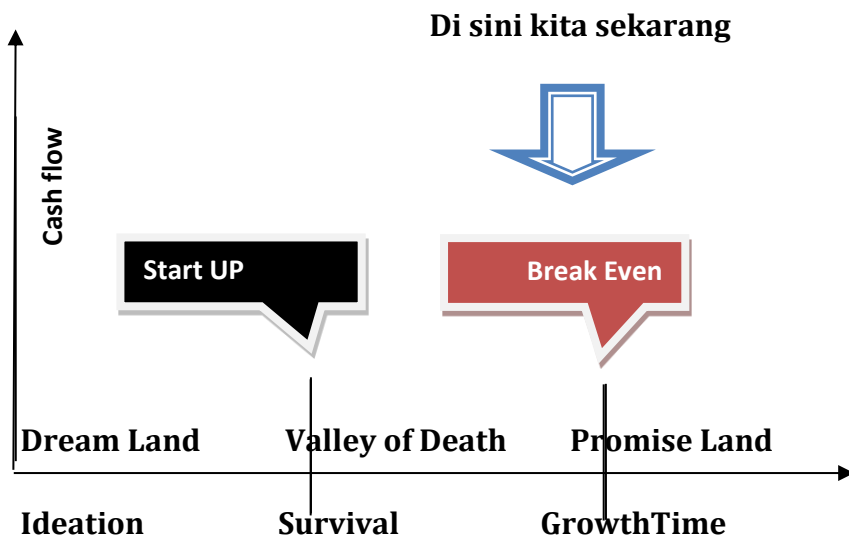 Di sini kita sekarang
Cash flow
Start UP
Break Even
Dream Land
Valley of Death
Promise Land
Ideation
Survival
GrowthTime